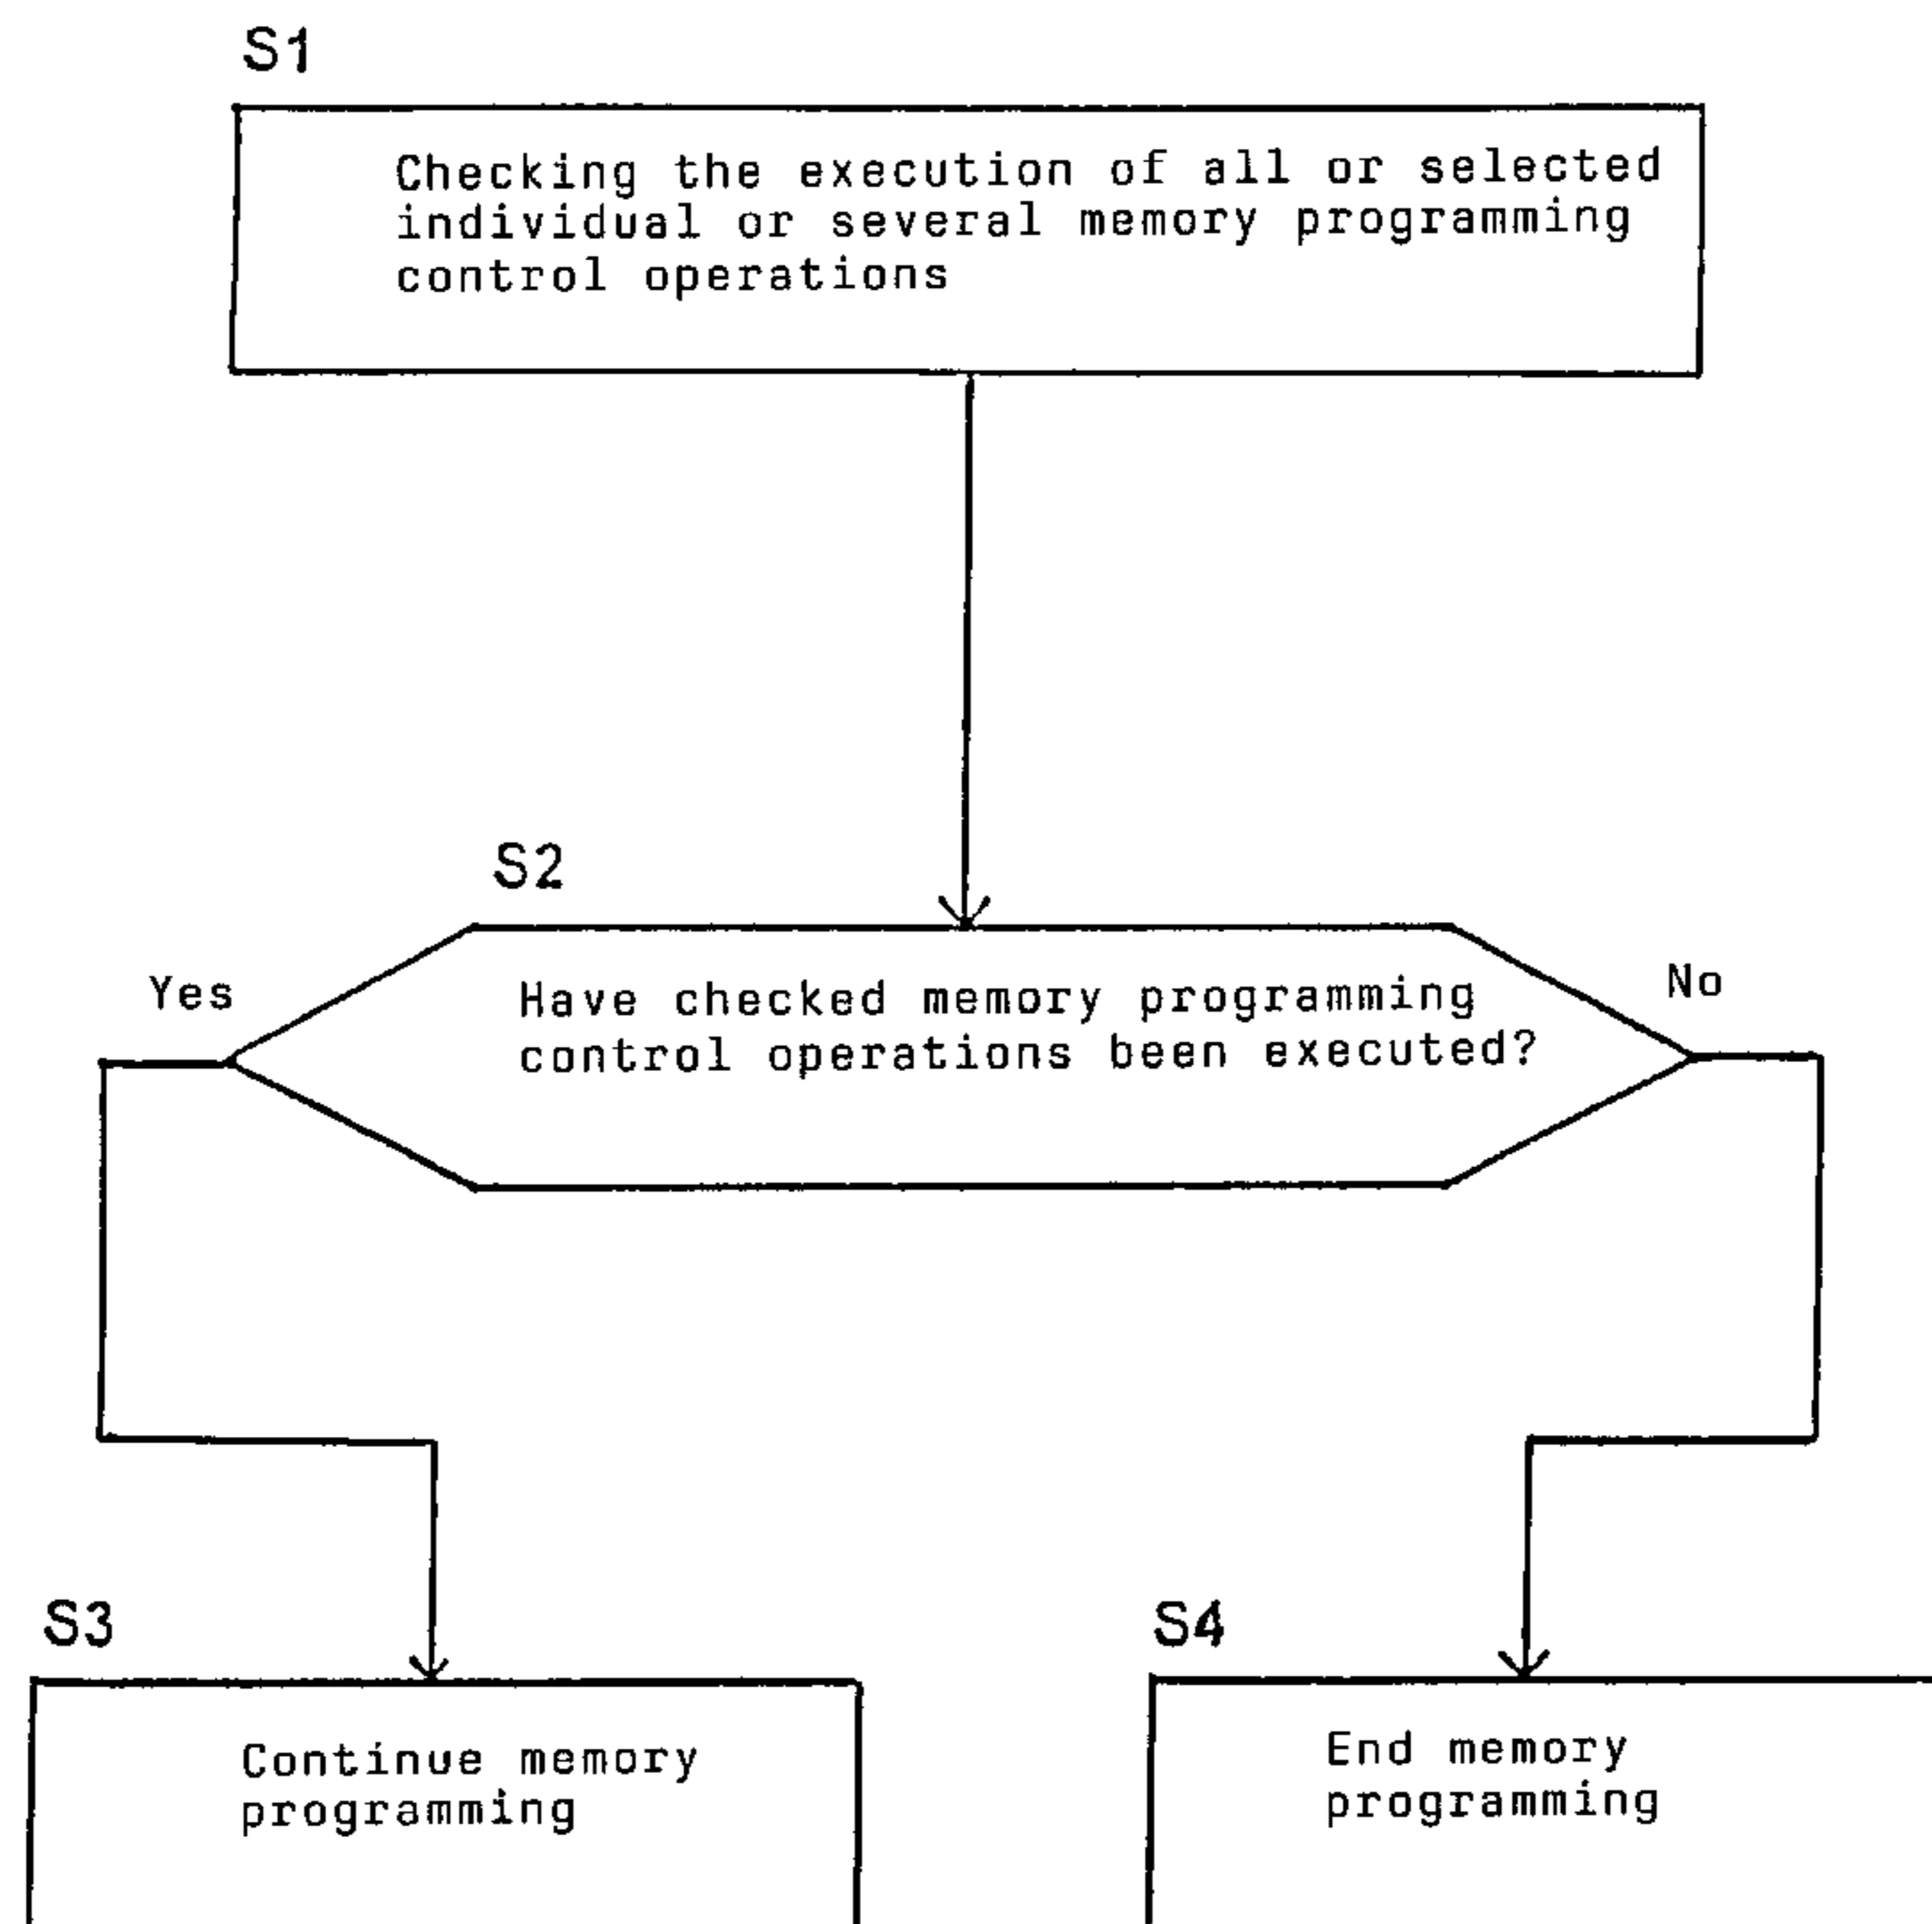 S1
Checking the execution of all or selected
individual or several memory programming
control operations
S2
Yes
No
Have checked memory programming
control operations been executed?
S3
S4
Continue memory
programming
End memory
programming